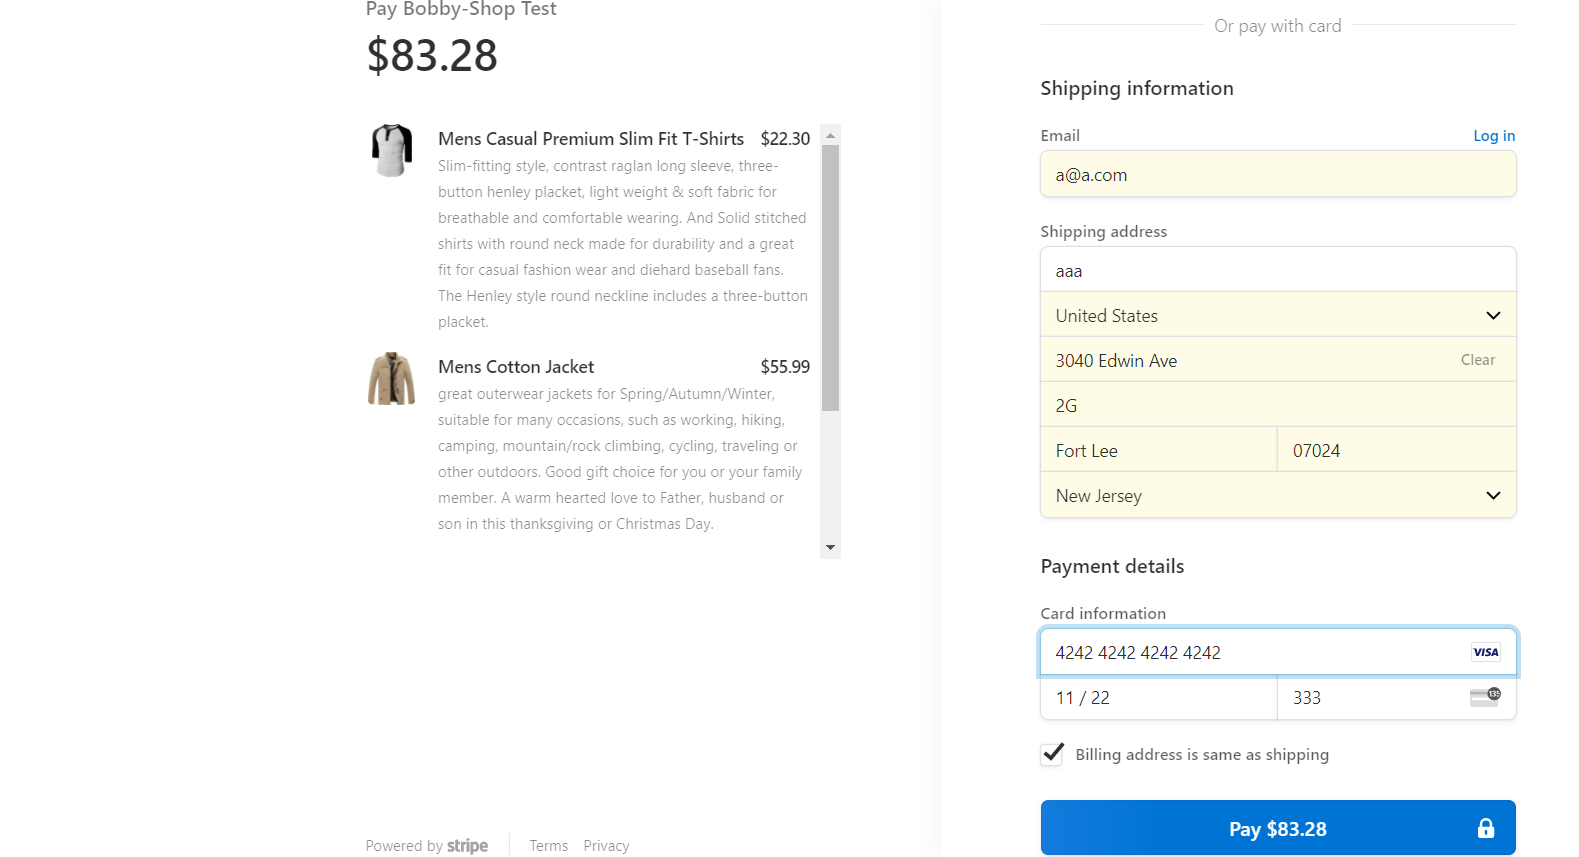 Pay Bobby-Shop Test
$83.28
Mens Casual Premium Slim Fit T-Shirts $22.30
Slim-fitting style, contrast raglan long sleeve, three-
button henley placket, light weight & soft fabric for
breathable and comfortable wearing. And Solid stitched
shirts with round neck made for durability and a great
fit for casual fashion wear and diehard baseball fans.
The Henley style round neckline includes a three-button
placket.
Mens Cotton Jacket $55.99
great outerwear jackets for Spring/Autumn/Winter,
suitable for many occasions, such as working, hiking,
camping, mountain/rock climbing, cycling, traveling or
other outdoors. Good gift choice for you or your family
member. A warm hearted love to Father, husband or
son in this thanksgiving or Christmas Day.
Powered by stripe Terms Privacy
Or pay with card
Shipping information
Email Log in
a@a.com
Shipping address
aaa
United States
3040 Edwin Ave Clear
2G
Fort Lee 07024
New Jersey
Payment details
Card information
4242 4242 4242 4242 VISA
11 / 22 333 135
Billing address is same as shipping
Pay $83.28